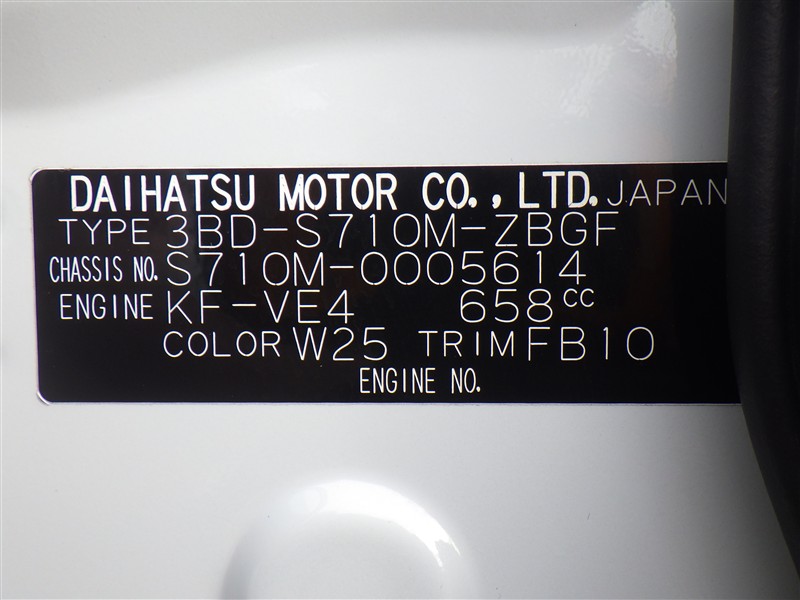 DAIHATSU MOTOR CO., LTD. JAPAN
TYPE 3BD-S710M-ZBGF
CHASSIS NO. S710M-0005614
ENGINE KF-VE4 658cc
COLOR W25 TRIM FB10
ENGINE NO.